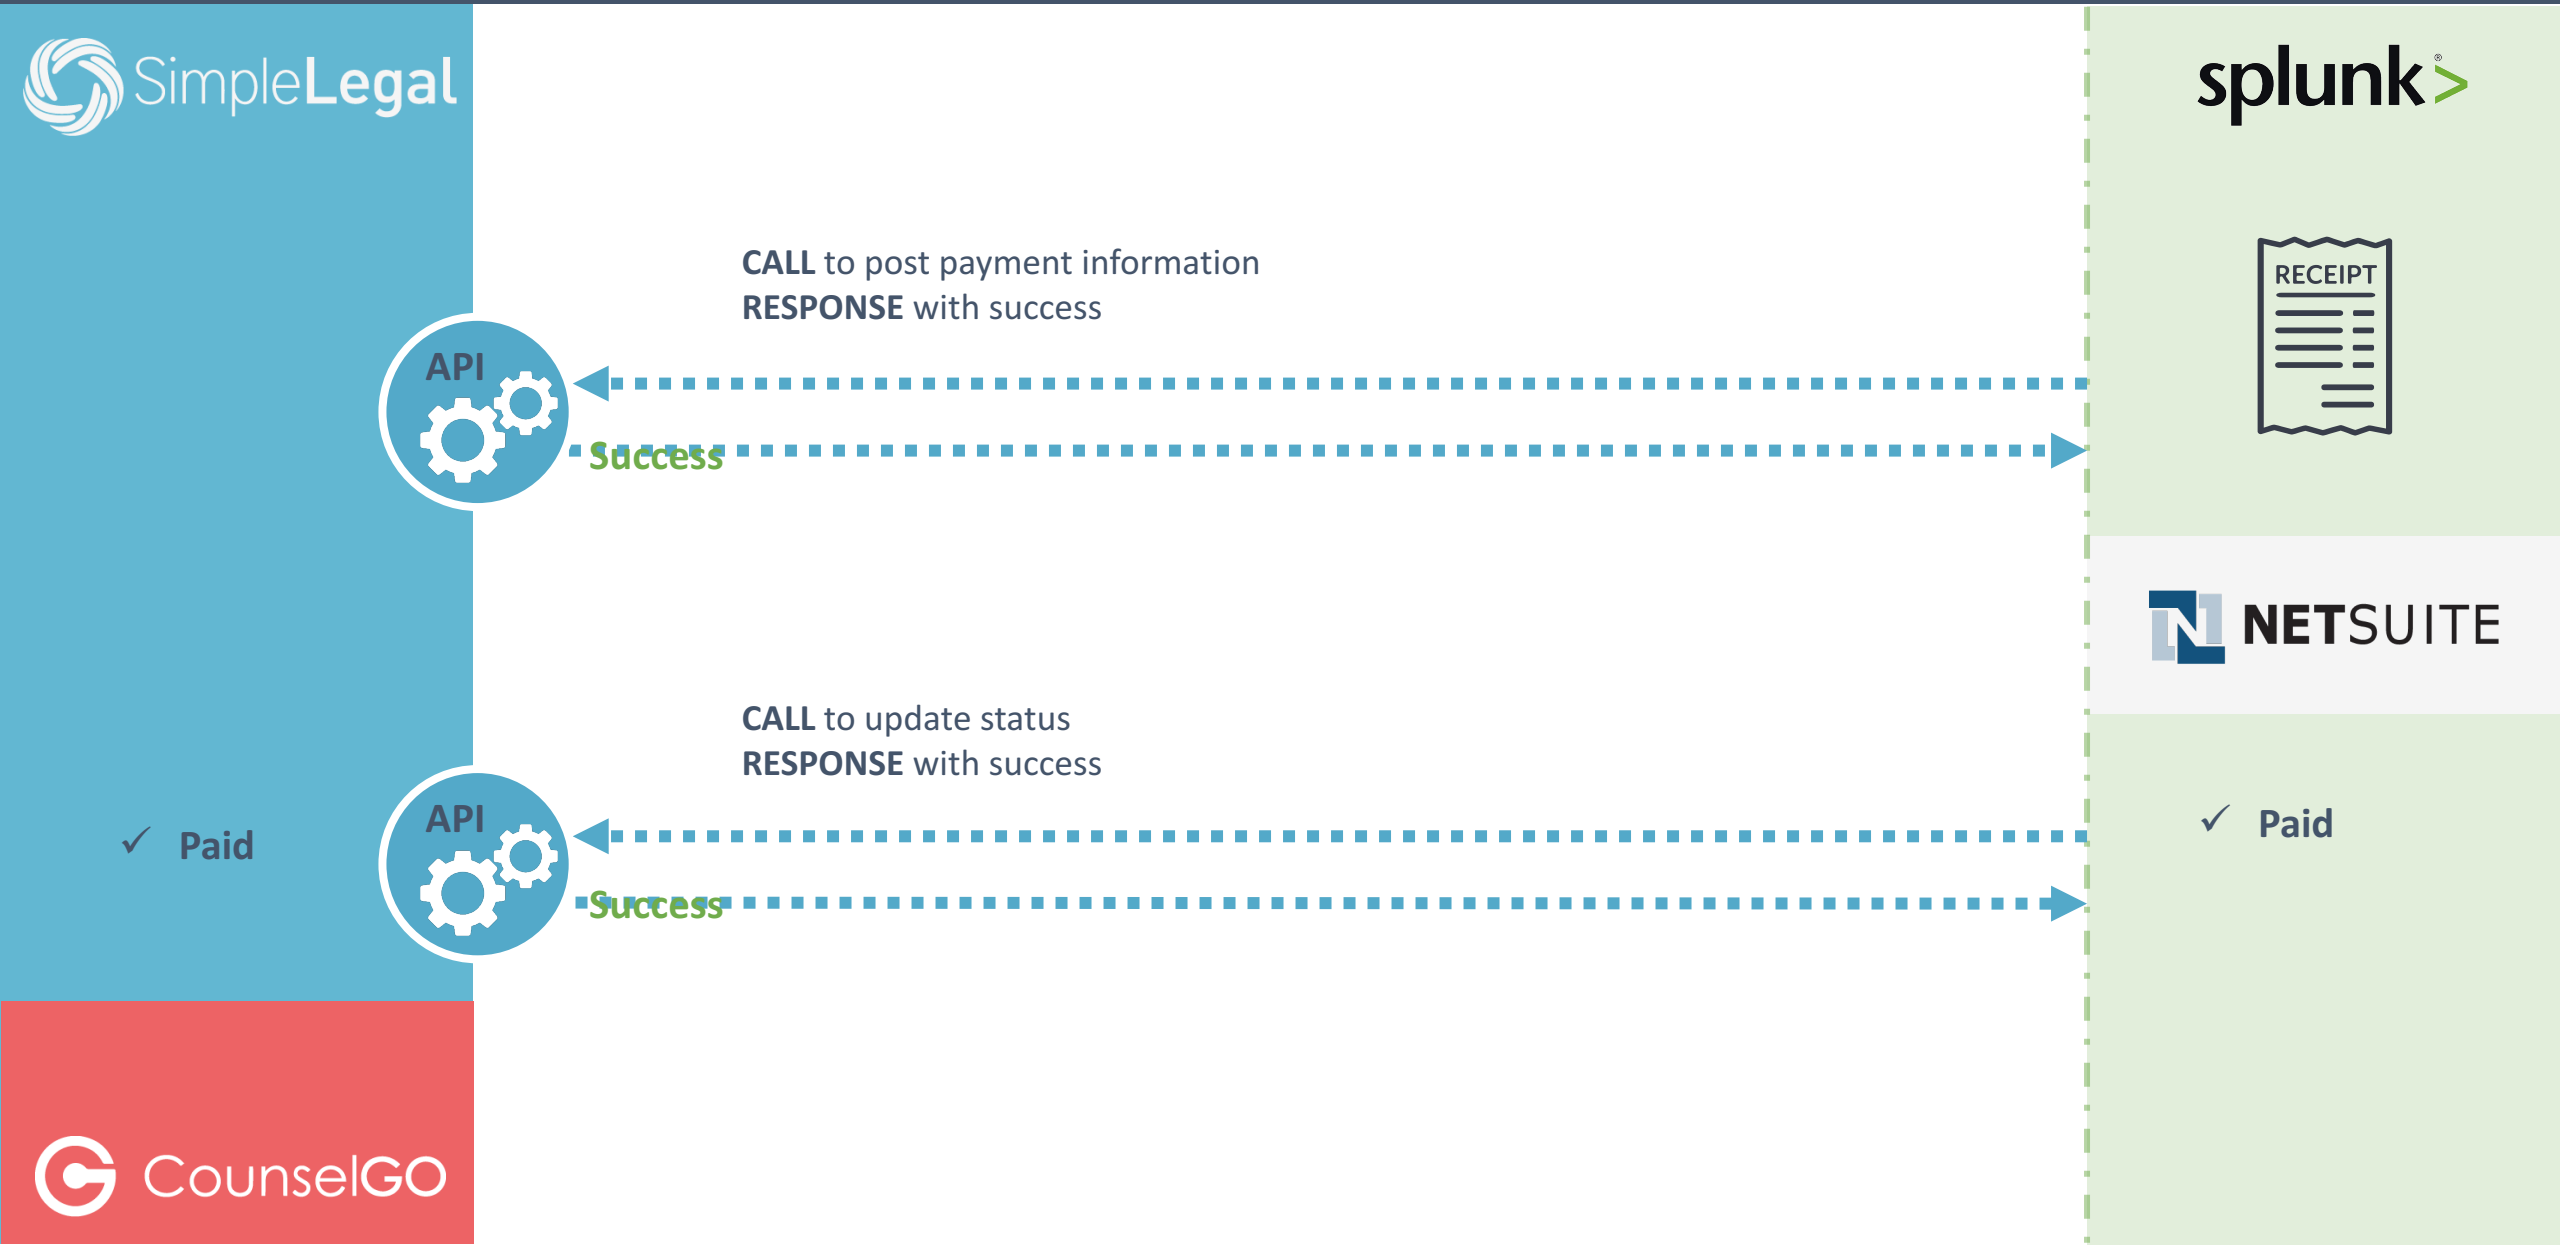 SimpleLegal
splunk>®
CALL to post payment information
RESPONSE with success
RECEIPT
API
Success
NETSUITE
CALL to update status
RESPONSE with success
API
Paid
✓ Paid
✓ Success
CounselGO